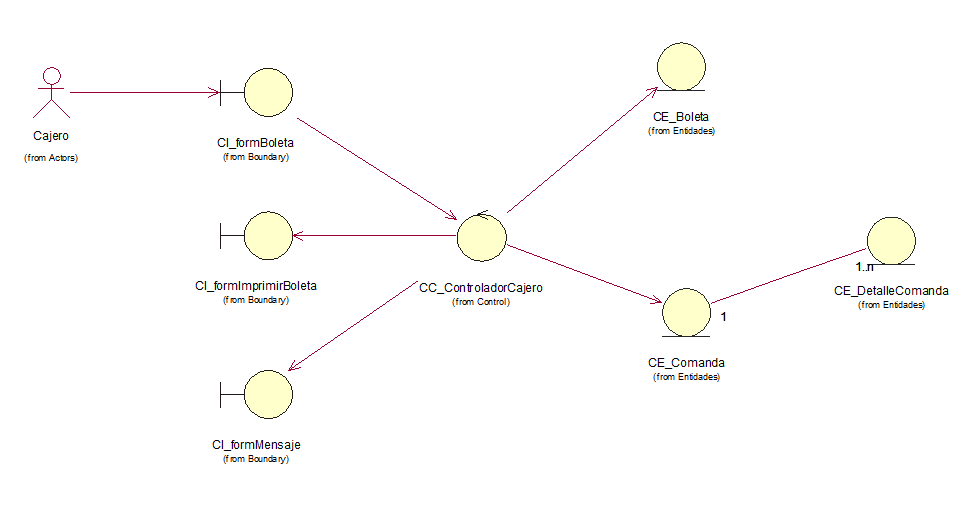 Cajero
(from Actors)
CI_formBoleta
(from Boundary)
CE_Boleta
(from Entidades)
CI_formImprimirBoleta
(from Boundary)
CC_ControladorCajero
(from Control)
1..n
CE_DetalleComanda
(from Entidades)
1
CE_Comanda
(from Entidades)
CI_formMensaje
(from Boundary)